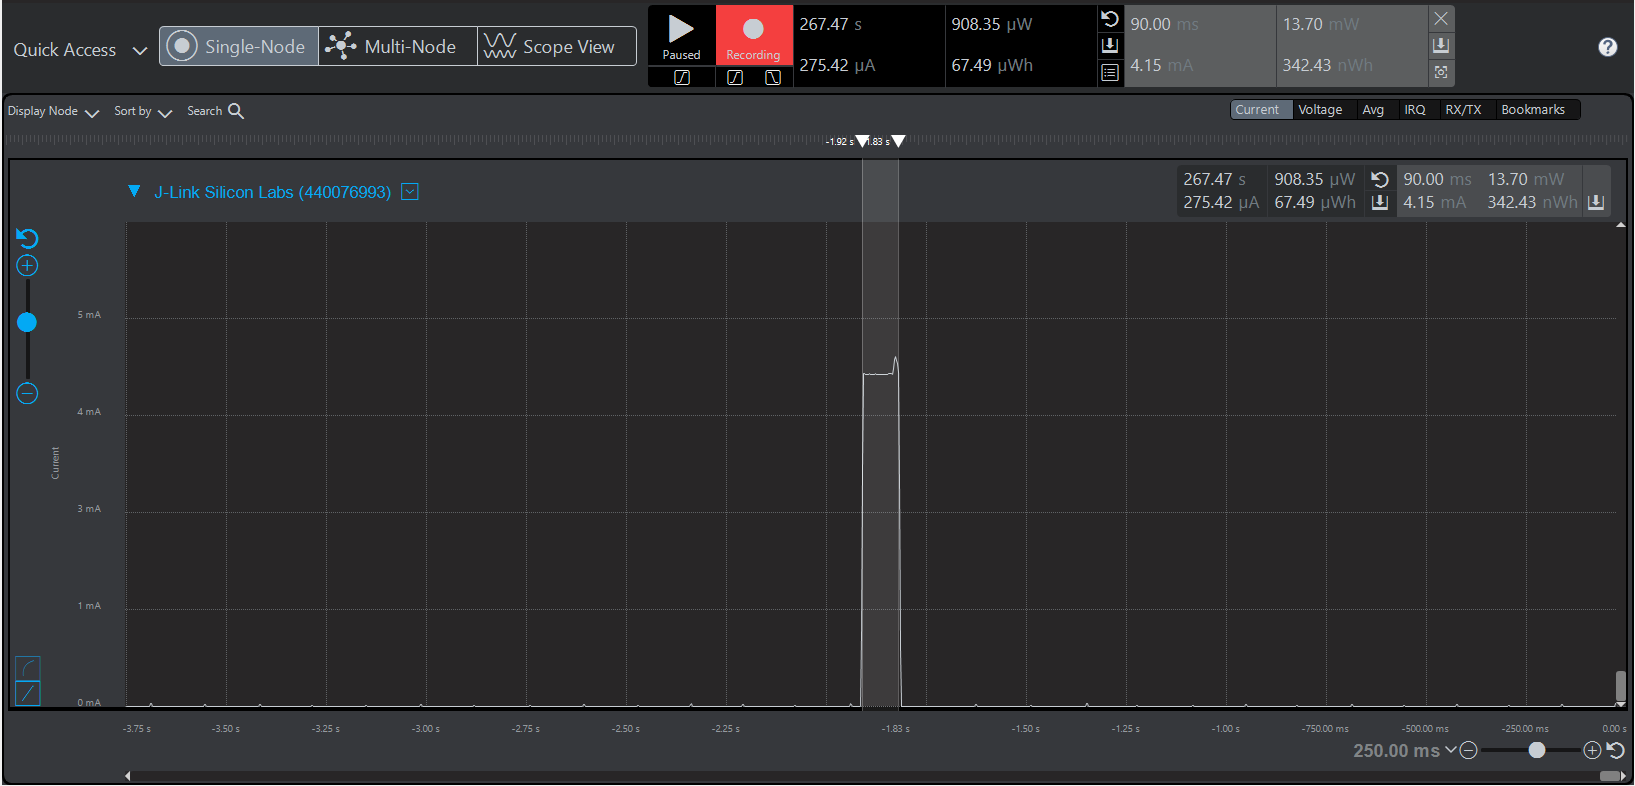 Quick Access Single-Node Multi-Node Scope View
Paused Recording
267.47 s 908.35 µW 90.00 ms 13.70 mW
275.42 µA 67.49 µWh 4.15 mA 342.43 nWh
Display Node Sort by Search
Current Voltage Avg IRQ RX/TX Bookmarks
-1.92 s 1.83 s
J-Link Silicon Labs (440076993)
267.47 s 908.35 µW 90.00 ms 13.70 mW
275.42 µA 67.49 µWh 4.15 mA 342.43 nWh
5 mA
4 mA
Current
3 mA
1 mA
0 mA
-3.75 s -3.50 s -3.25 s -3.00 s -2.75 s -2.50 s -2.25 s -1.83 s -1.50 s -1.25 s -1.00 s -750.00 ms -500.00 ms -250.00 ms 0.00 s
250.00 ms